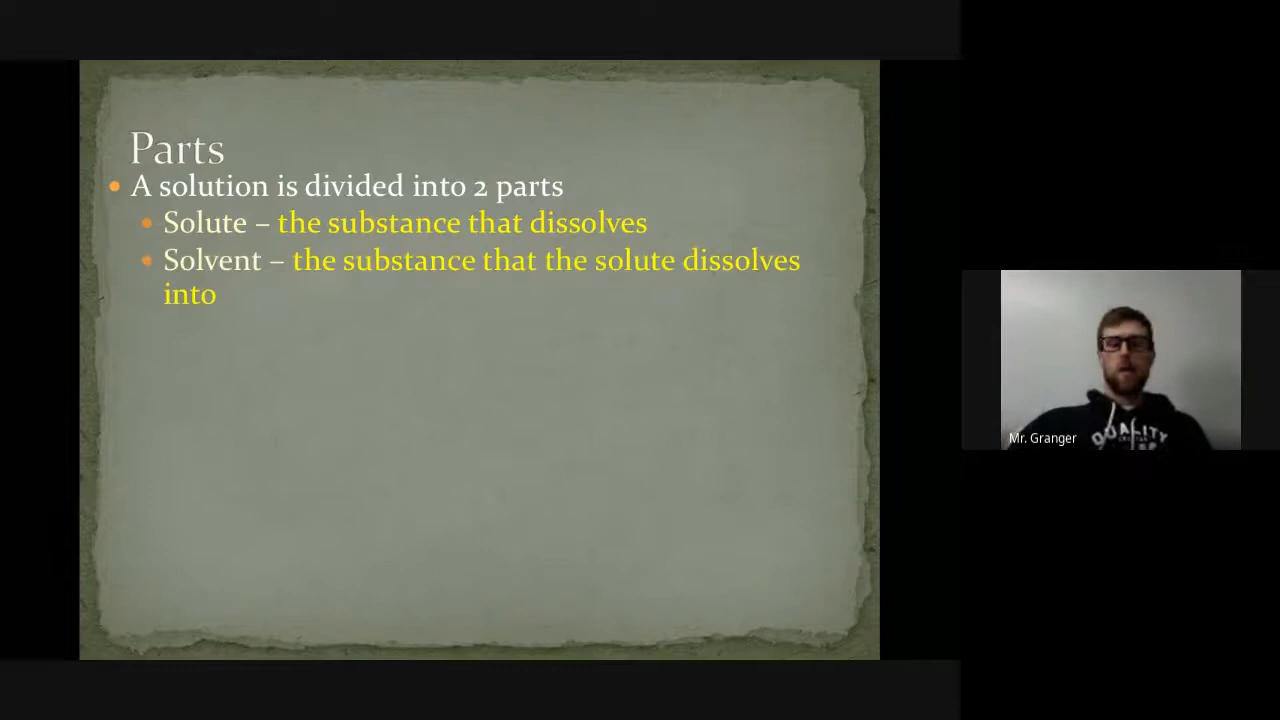 Parts
A solution is divided into 2 parts
Solute – the substance that dissolves
Solvent – the substance that the solute dissolves
into
Mr. Granger
QUALITY